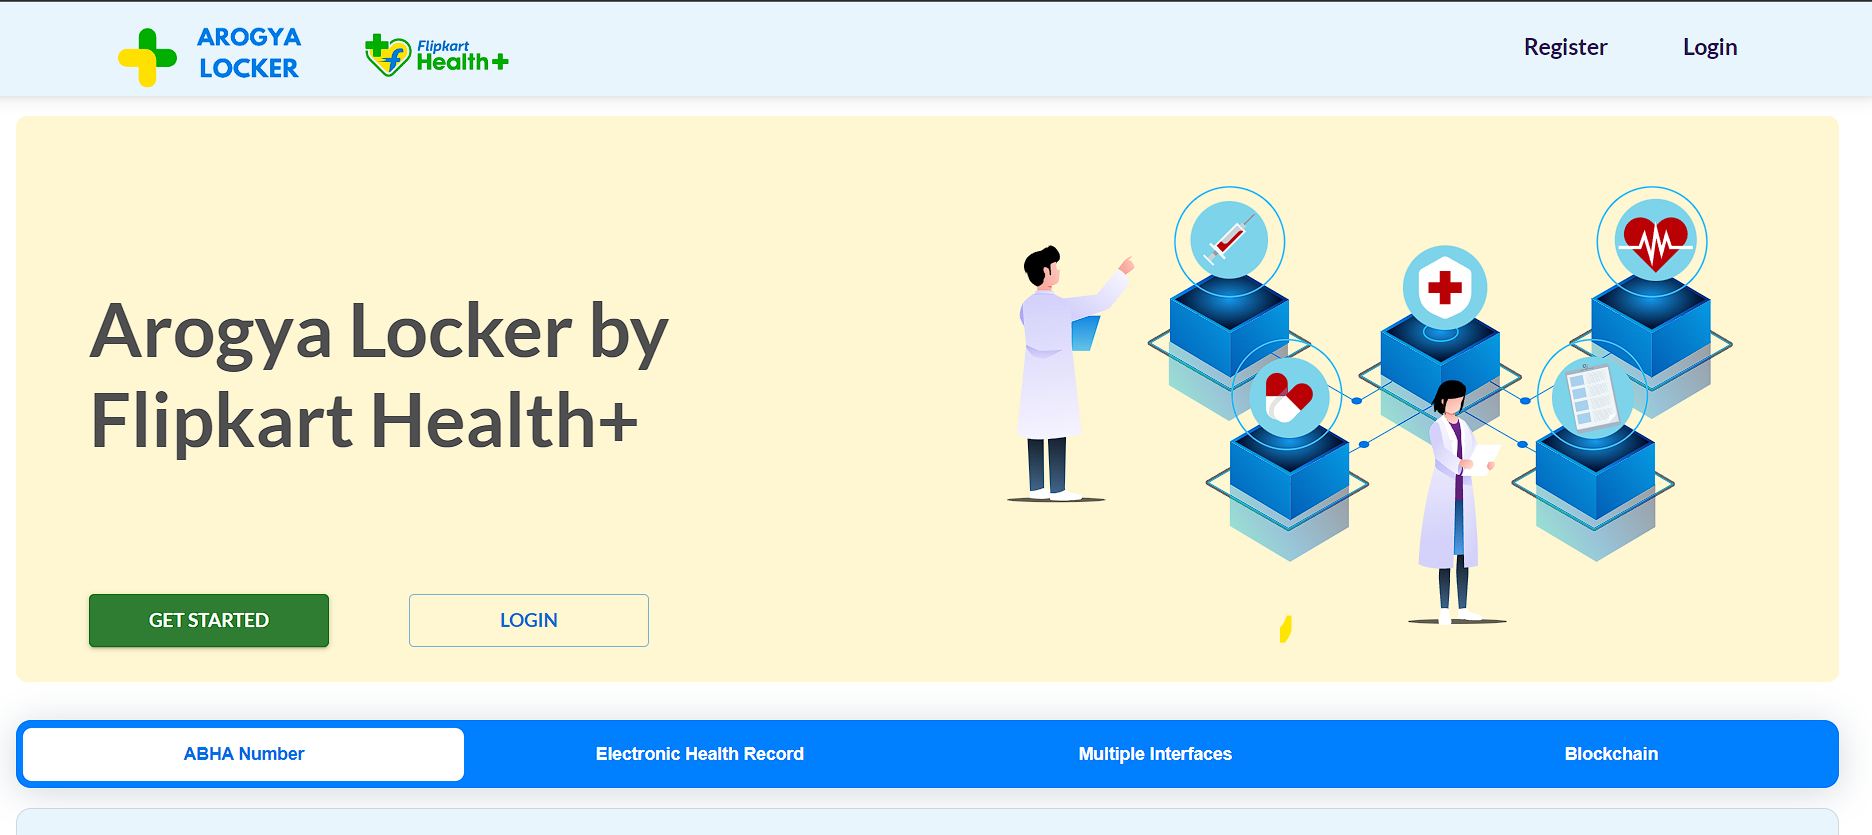 AROGYA
LOCKER
Flipkart
Health+
Register
Login
Arogya Locker by
Flipkart Health+
GET STARTED
LOGIN
ABHA Number
Electronic Health Record
Multiple Interfaces
Blockchain